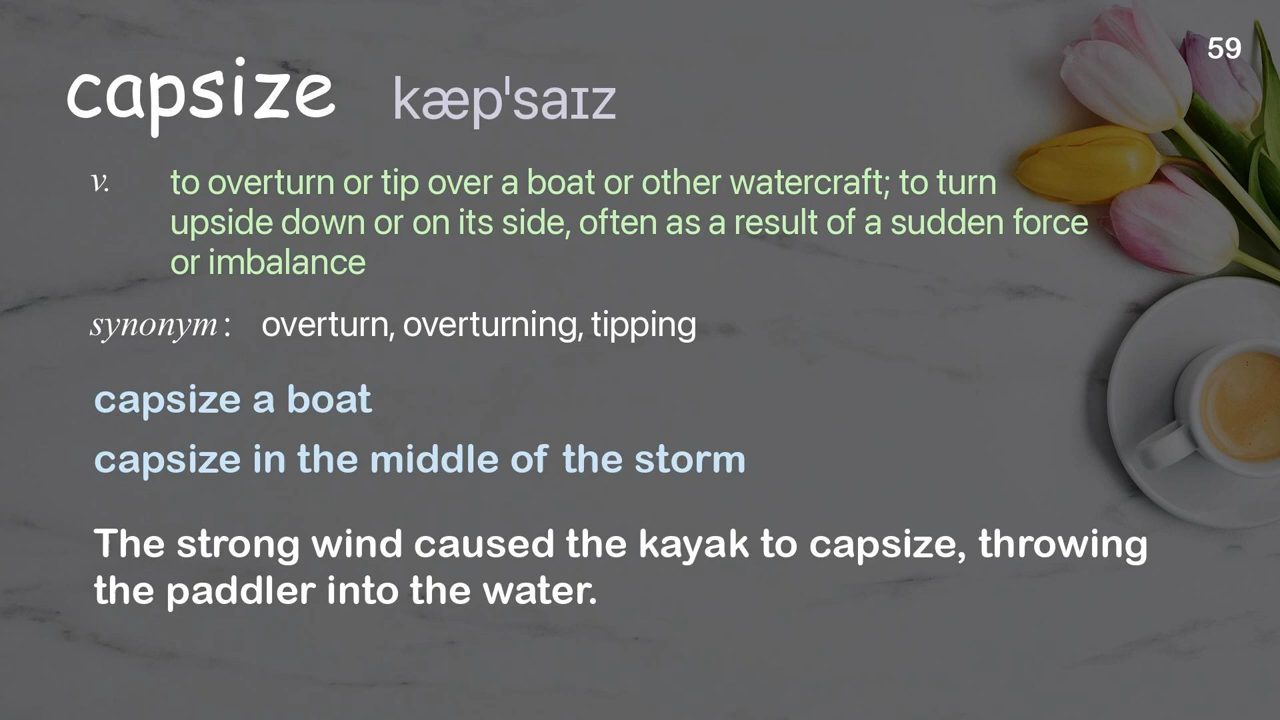 59
capsize kæpˈsaɪz
v. to overturn or tip over a boat or other watercraft; to turn
upside down or on its side, often as a result of a sudden force
or imbalance
synonym: overturn, overturning, tipping
capsize a boat
capsize in the middle of the storm
The strong wind caused the kayak to capsize, throwing
the paddler into the water.